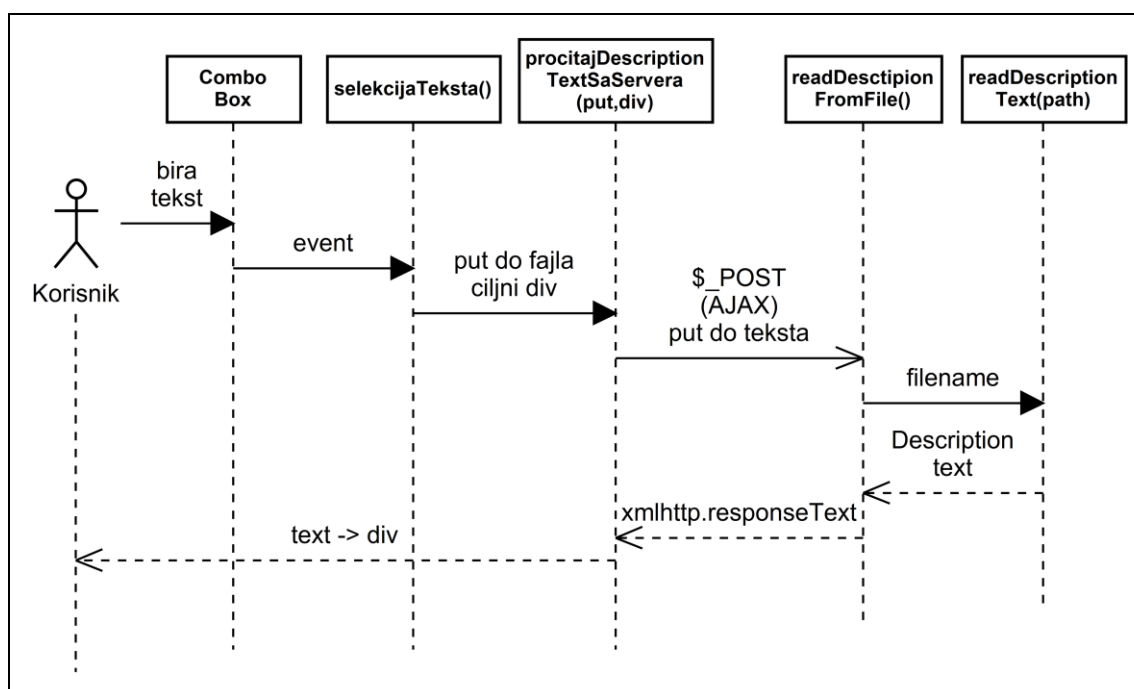 Combo
Box
selekcijaTeksta()
procitajDescription
TextSaServera
(put,div)
readDesctipion
FromFile()
readDescription
Text(path)
bira
tekst
Korisnik
event
put do fajla
ciljni div
$_POST
(AJAX)
put do teksta
filename
Description
text
xmlhttp.responseText
text -> div